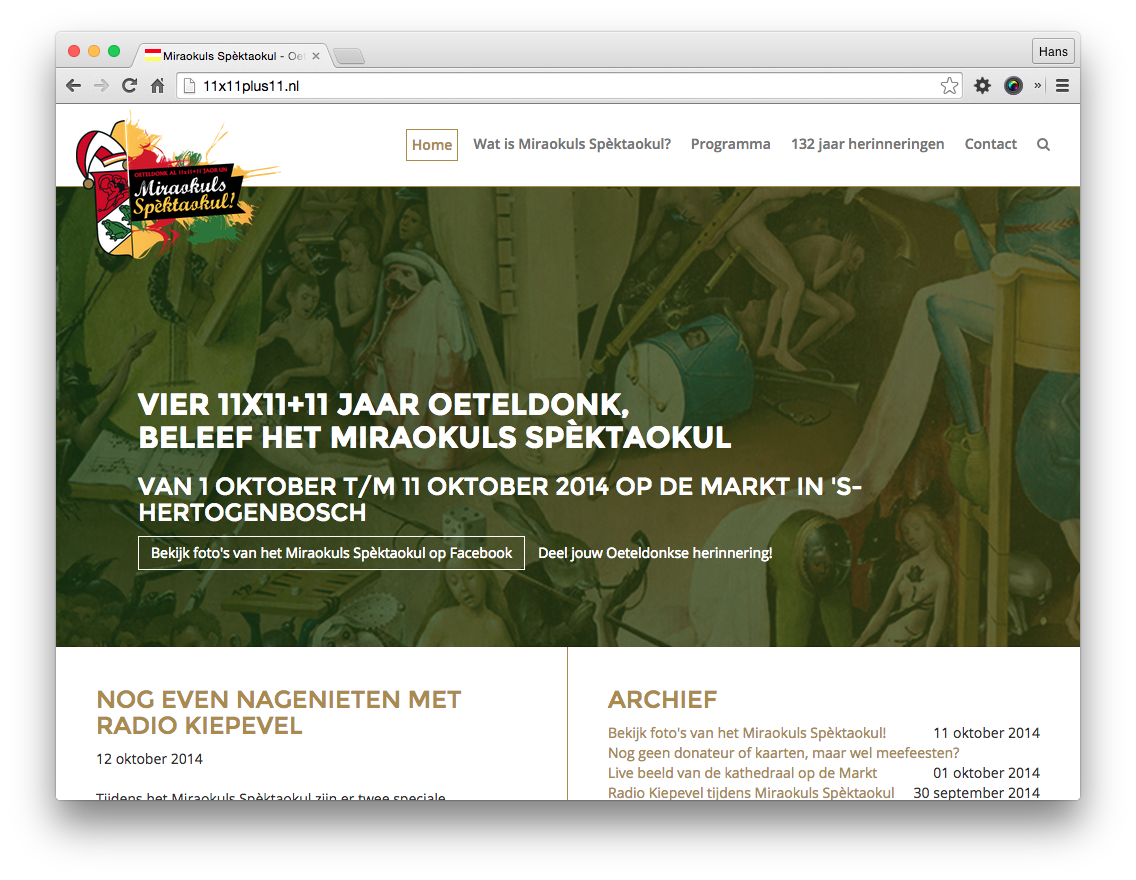 Miraokuls Spèktaokul - Oet
Hans
11x11plus11.nl
»
OETELDONK AL 11x11+11 JAOR UN
Miraokuls
Spèktaokul!
Home Wat is Miraokuls Spèktaokul? Programma 132 jaar herinneringen Contact
VIER 11X11+11 JAAR OETELDONK,
BELEEF HET MIRAOKULS SPÈKTAOKUL
VAN 1 OKTOBER T/M 11 OKTOBER 2014 OP DE MARKT IN 'S-
HERTOGENBOSCH
Bekijk foto's van het Miraokuls Spèktaokul op Facebook Deel jouw Oeteldonkse herinnering!
NOG EVEN NAGENIETEN MET
RADIO KIEPEVEL
12 oktober 2014
Tijdens het Miraokuls Spèktaokul zijn er twee speciale
ARCHIEF
Bekijk foto's van het Miraokuls Spèktaokul! 11 oktober 2014
Nog geen donateur of kaarten, maar wel meefeesten?
Live beeld van de kathedraal op de Markt 01 oktober 2014
Radio Kiepevel tijdens Miraokuls Spèktaokul 30 september 2014